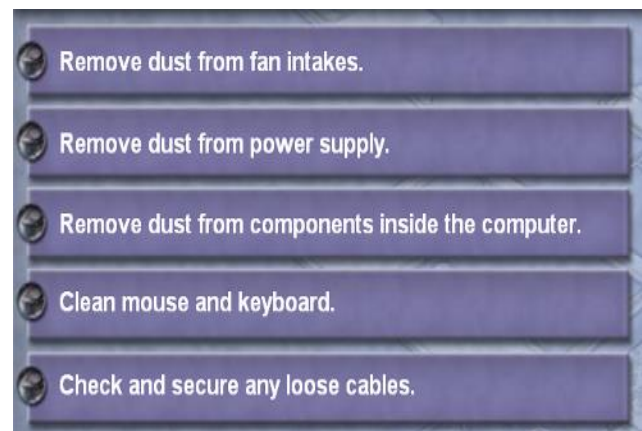 Remove dust from fan intakes.
Remove dust from power supply.
Remove dust from components inside the computer.
Clean mouse and keyboard.
Check and secure any loose cables.